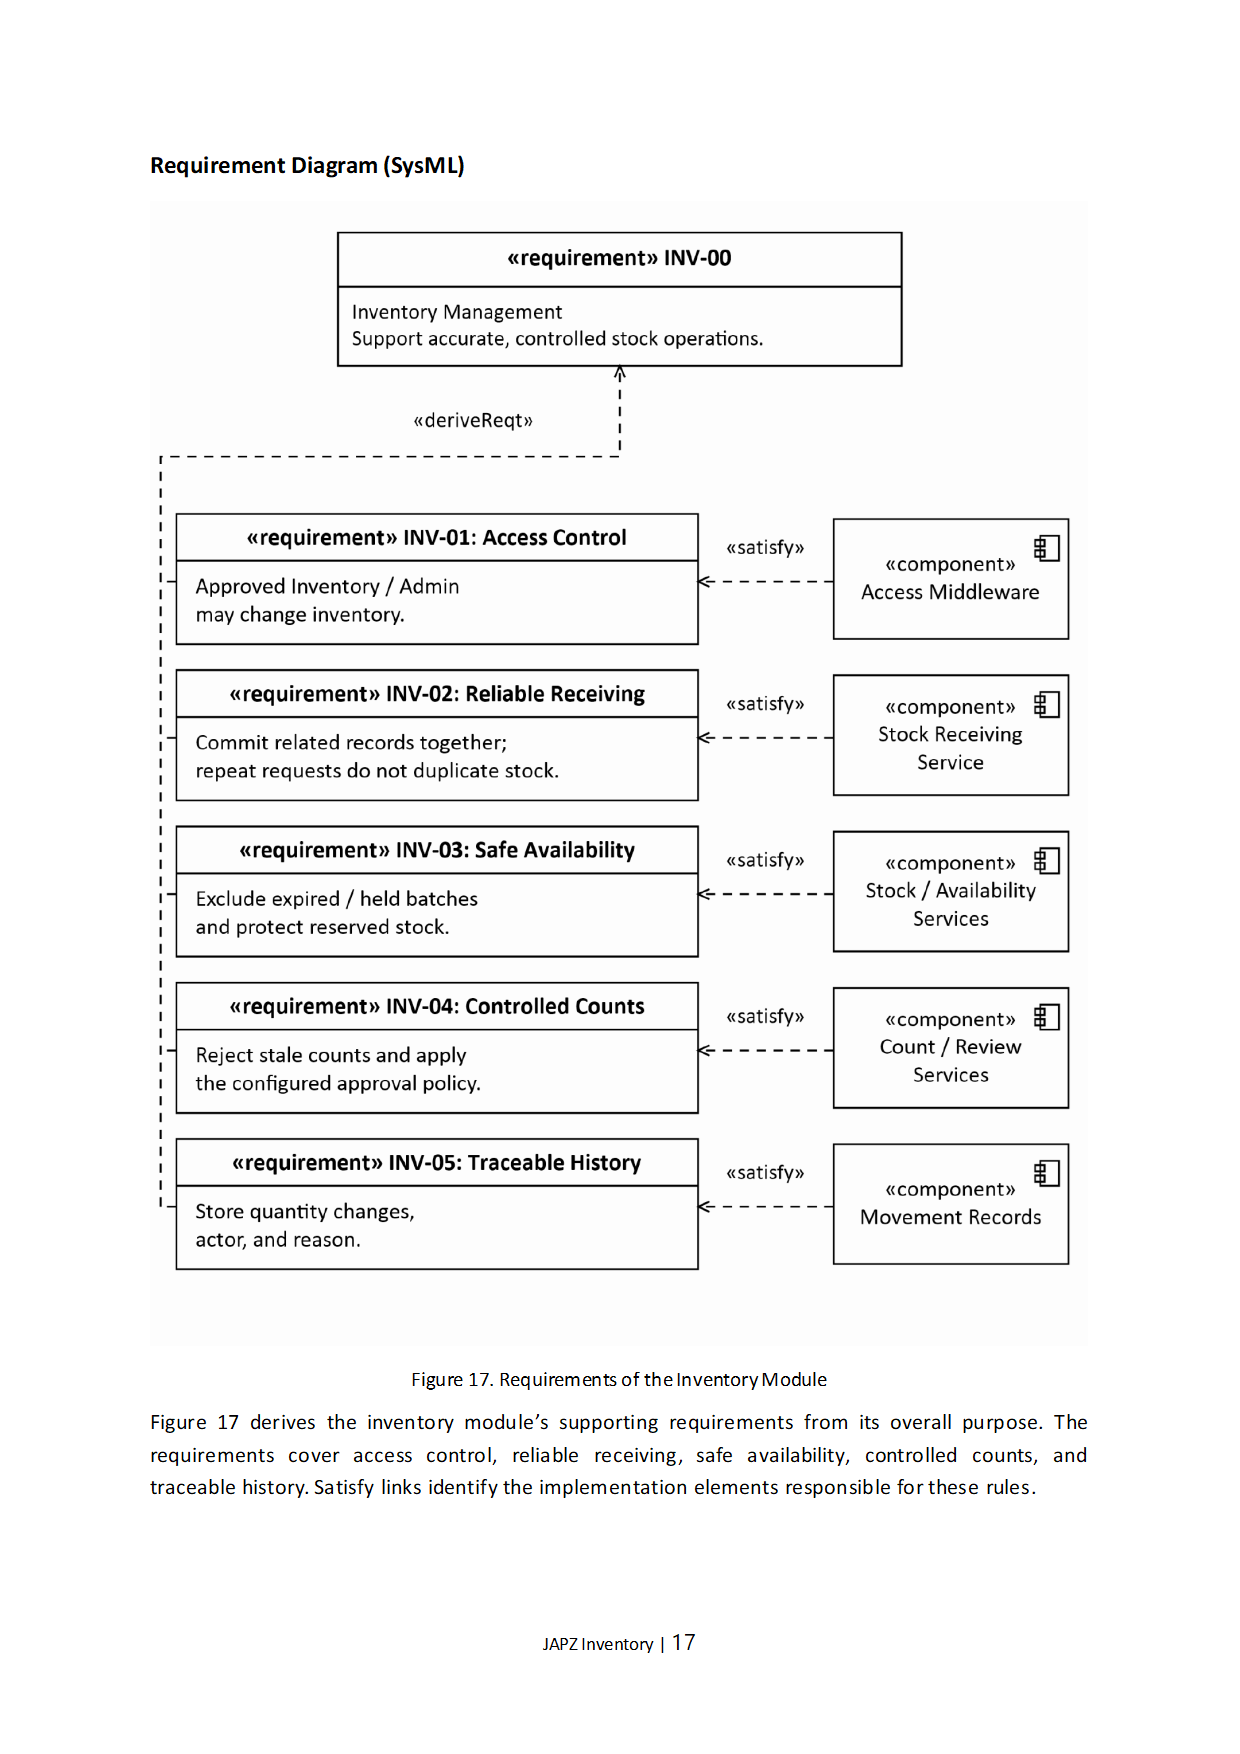 Requirement Diagram (SysML)
«requirement» INV-00
Inventory Management
Support accurate, controlled stock operations.
«deriveReqt»
«requirement» INV-01: Access Control
Approved Inventory / Admin
may change inventory.
«satisfy»
«component»
Access Middleware
«requirement» INV-02: Reliable Receiving
Commit related records together;
repeat requests do not duplicate stock.
«satisfy»
«component»
Stock Receiving
Service
«requirement» INV-03: Safe Availability
Exclude expired / held batches
and protect reserved stock.
«satisfy»
«component»
Stock / Availability
Services
«requirement» INV-04: Controlled Counts
Reject stale counts and apply
the configured approval policy.
«satisfy»
«component»
Count / Review
Services
«requirement» INV-05: Traceable History
Store quantity changes,
actor, and reason.
«satisfy»
«component»
Movement Records
Figure 17. Requirements of the Inventory Module
Figure 17 derives the inventory module’s supporting requirements from its overall purpose. The
requirements cover access control, reliable receiving, safe availability, controlled counts, and
traceable history. Satisfy links identify the implementation elements responsible for these rules.
JAPZ Inventory | 17